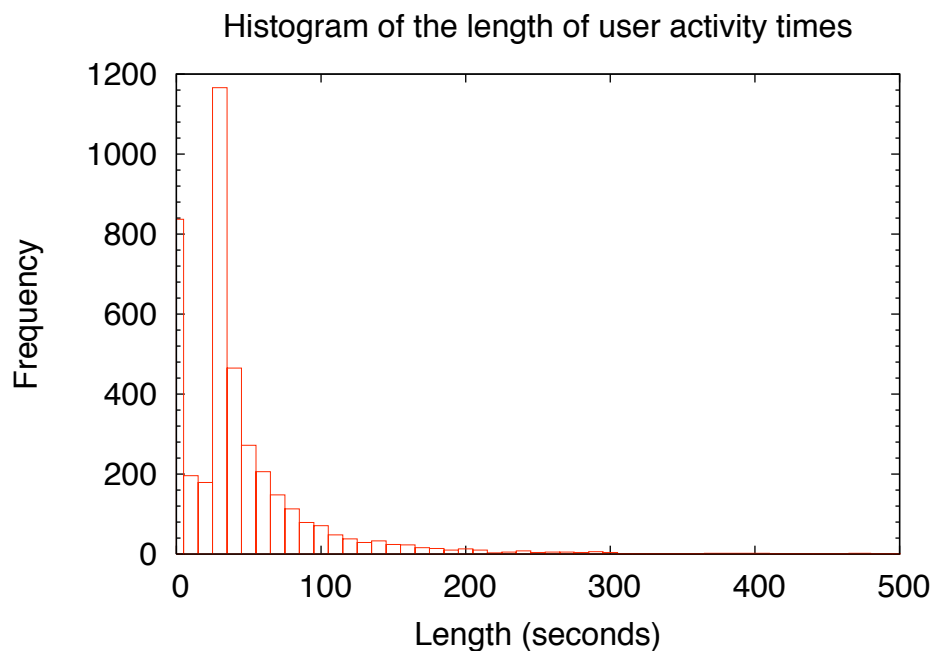 Histogram of the length of user activity times
1200
1000
800
600
400
200
0
Frequency
0 100 200 300 400 500
Length (seconds)